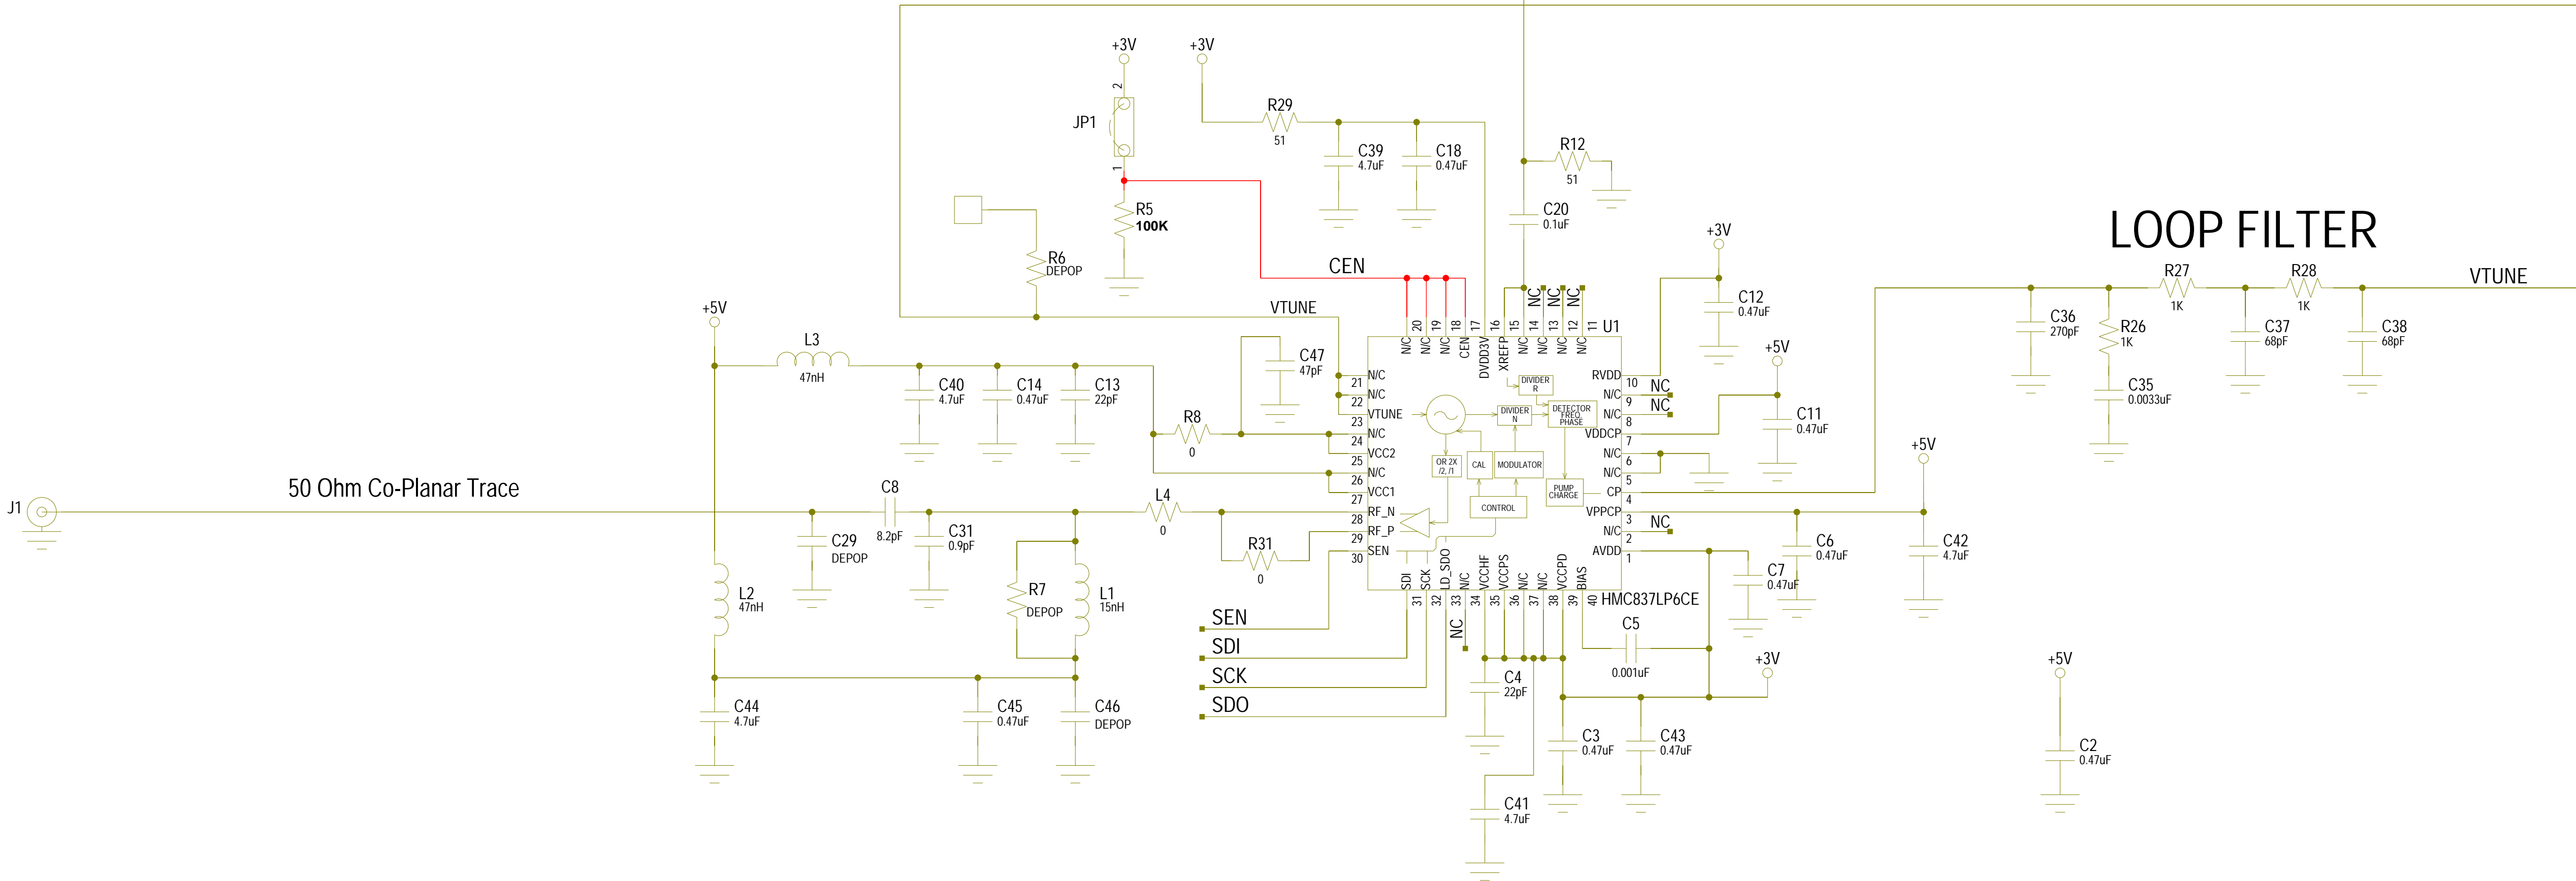 +3V
+3V
2
JP1
1
R29
51
C39
4.7uF
C18
0.47uF
R12
51
R5
100K
C20
0.1uF
R6
DEPOP
CEN
VTUNE
+3V
C12
0.47uF
LOOP FILTER
R27
1K
R28
1K
VTUNE
C36
270pF
R26
1K
C37
68pF
C38
68pF
C35
0.0033uF
+5V
L3
47nH
C40
4.7uF
C14
0.47uF
C13
22pF
C47
47pF
R8
0
NC
NC
NC
20
19
18
17
16
15
14
13
12
11
U1
N/C
N/C
N/C
CEN
DVDD3V
XREFP
N/C
N/C
N/C
N/C
N/C
21
N/C
22
VTUNE
23
N/C
24
VCC2
25
N/C
26
VCC1
27
RF_N
28
RF_P
29
SEN
30
DIVIDER
R
DIVIDER
N
DETECTOR
FREQ.
PHASE
OR 2X
/2, /1
CAL
MODULATOR
PUMP
CHARGE
CONTROL
RVDD
10
NC
N/C
9
NC
N/C
8
VDDCP
7
N/C
6
N/C
5
CP
4
VPPCP
3
NC
N/C
2
AVDD
1
+5V
C11
0.47uF
+5V
C6
0.47uF
C42
4.7uF
C7
0.47uF
J1
50 Ohm Co-Planar Trace
C29
DEPOP
C8
8.2pF
C31
0.9pF
L4
0
R31
0
L2
47nH
R7
DEPOP
L1
15nH
C44
4.7uF
C45
0.47uF
C46
DEPOP
SDI
SCK
LD_SDO
N/C
VCCHF
VCCPS
N/C
N/C
VCCPD
BIAS
31
32
33
34
35
36
37
38
39
40
HMC837LP6CE
NC
SEN
SDI
SCK
SDO
C5
0.001uF
C4
22pF
+3V
C3
0.47uF
C43
0.47uF
C41
4.7uF
+5V
C2
0.47uF